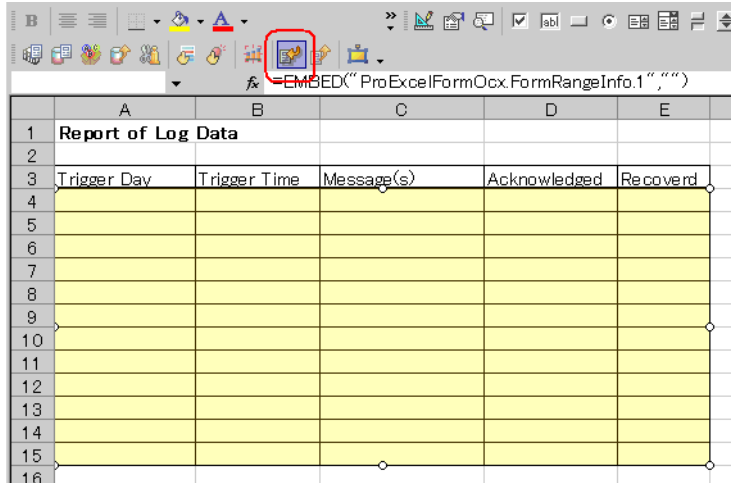 B A
abl
fx =EMBED("ProExcelFormOcx.FormRangeInfo.1","")
A B C D E
1 Report of Log Data
2
3 Trigger Day Trigger Time Message(s) Acknowledged Recoverd
4
5
6
7
8
9
10
11
12
13
14
15
16